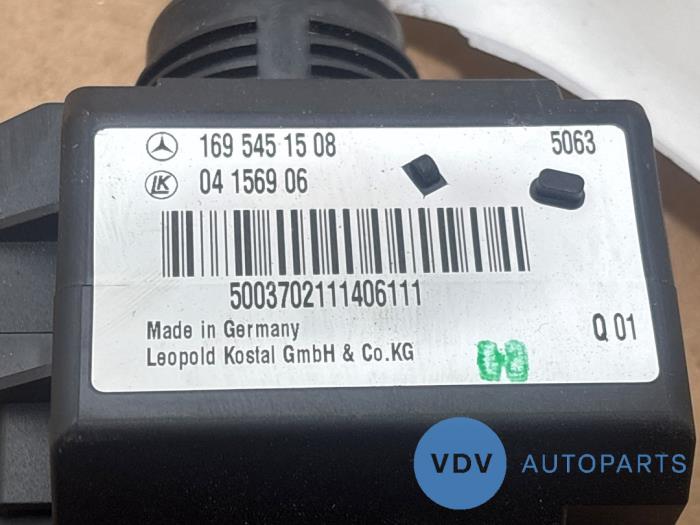 169 545 15 08 5063
LK 04 1569 06
5003702111406111
Made in Germany Q 01
Leopold Kostal GmbH & Co.KG
VDV AUTOPARTS